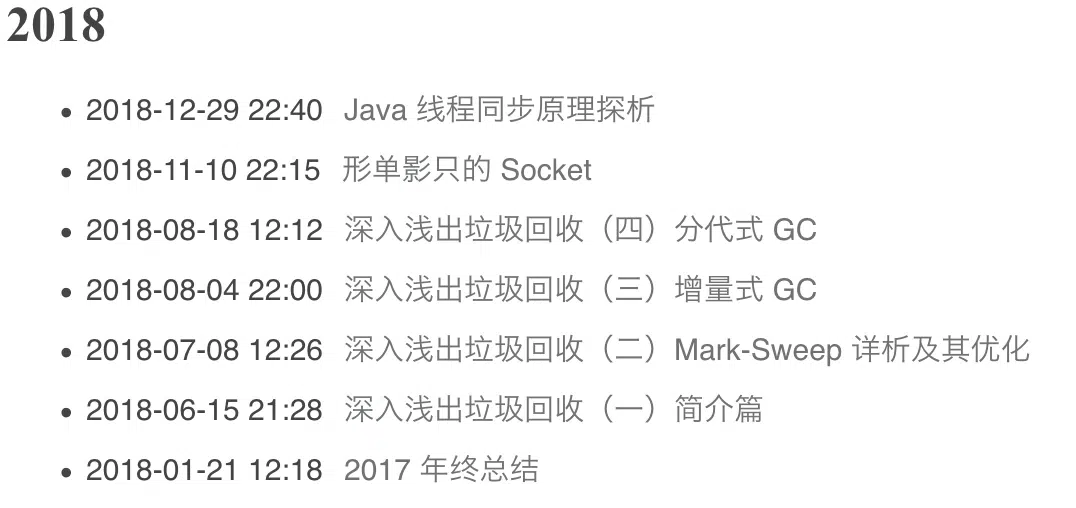 2018
• 2018-12-29 22:40 Java 线程同步原理探析
• 2018-11-10 22:15 形单影只的 Socket
• 2018-08-18 12:12 深入浅出垃圾回收（四）分代式 GC
• 2018-08-04 22:00 深入浅出垃圾回收（三）增量式 GC
• 2018-07-08 12:26 深入浅出垃圾回收（二）Mark-Sweep 详析及其优化
• 2018-06-15 21:28 深入浅出垃圾回收（一）简介篇
• 2018-01-21 12:18 2017 年终总结